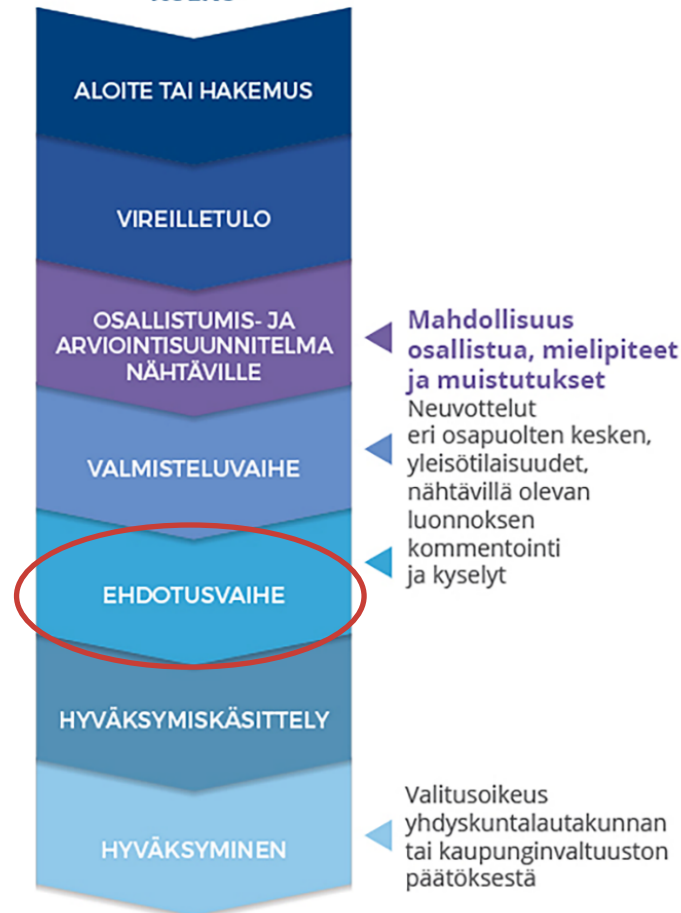 ALOITE TAI HAKEMUS
VIREILLETULO
OSALLISTUMIS- JA
ARVIOINTISUUNNITELMA
NÄHTÄVILLE
Mahdollisuus
osallistua, mielipiteet
ja muistutukset
VALMISTELUVAIHE
Neuvottelut
eri osapuolten kesken,
yleisötilaisuudet,
nähtävillä olevan
luonnoksen
kommentointi
ja kyselyt
EHDOTUSVAIHE
HYVÄKSYMISKÄSITTELY
HYVÄKSYMINEN
Valitusoikeus
yhdyskuntalautakunnan
tai kaupunginvaltuuston
päätöksestä